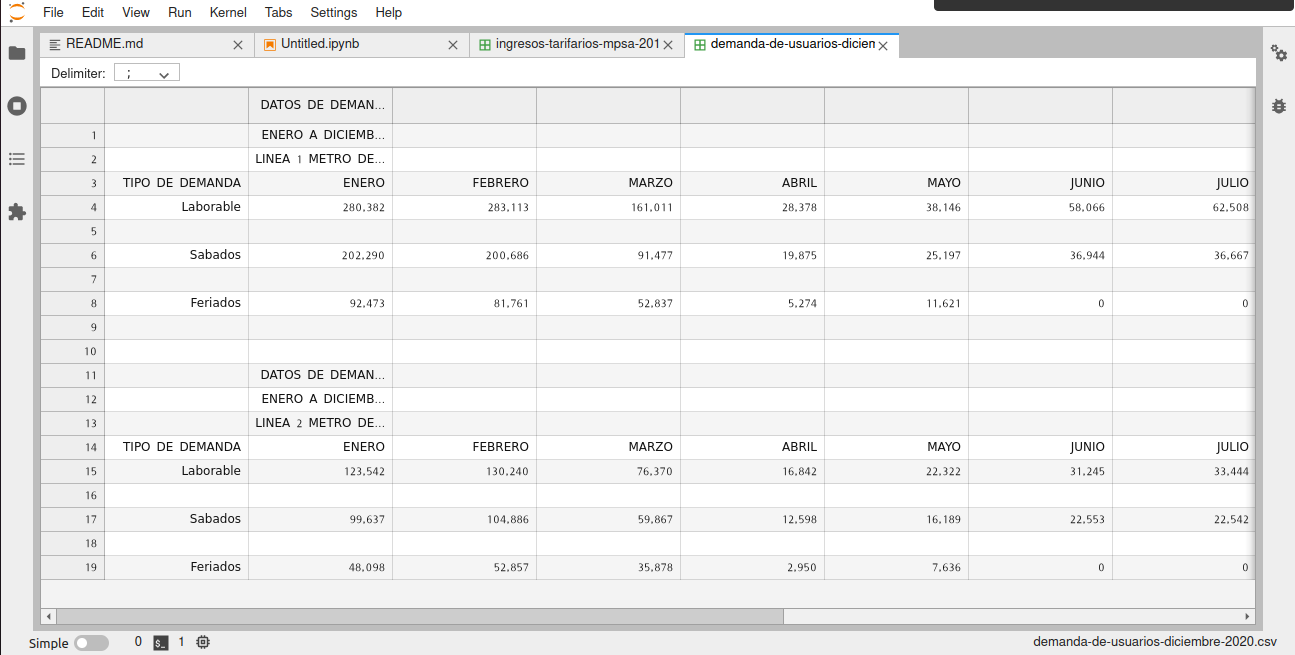 File Edit View Run Kernel Tabs Settings Help
README.md Untitled.ipynb ingresos-tarifarios-mpsa-201 demanda-de-usuarios-dicien
Delimiter: ;
DATOS DE DEMAN...
1 ENERO A DICIEMB...
2 LINEA 1 METRO DE...
3 TIPO DE DEMANDA ENERO FEBRERO MARZO ABRIL MAYO JUNIO JULIO
4 Laborable 280,382 283,113 161,011 28,378 38,146 58,066 62,508
5
6 Sabados 202,290 200,686 91,477 19,875 25,197 36,944 36,667
7
8 Feriados 92,473 81,761 52,837 5,274 11,621 0 0
9
10
11 DATOS DE DEMAN...
12 ENERO A DICIEMB...
13 LINEA 2 METRO DE...
14 TIPO DE DEMANDA ENERO FEBRERO MARZO ABRIL MAYO JUNIO JULIO
15 Laborable 123,542 130,240 76,370 16,842 22,322 31,245 33,444
16
17 Sabados 99,637 104,886 59,867 12,598 16,189 22,553 22,542
18
19 Feriados 48,098 52,857 35,878 2,950 7,636 0 0
Simple 0 $_ 1 demanda-de-usuarios-diciembre-2020.csv